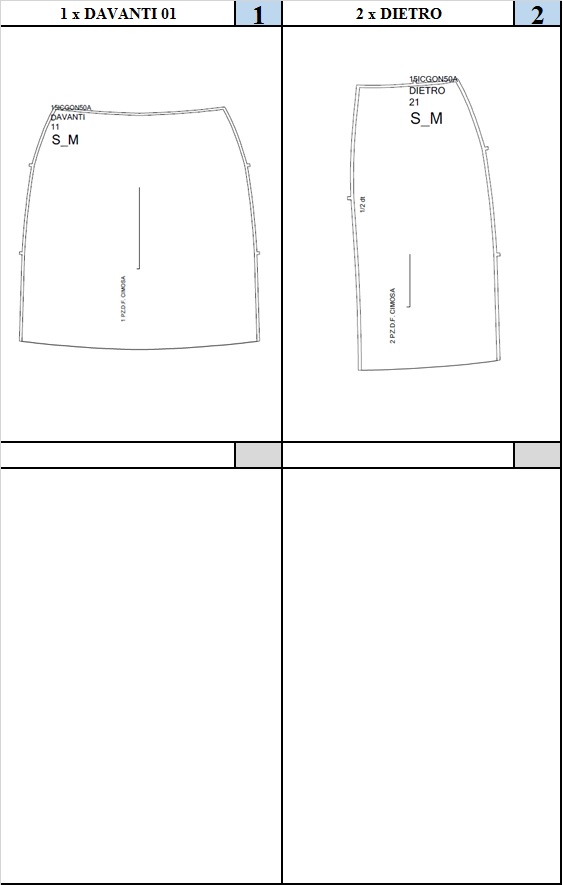 1 x DAVANTI 01
1
2 x DIETRO
2
15ICGON50A
DAVANTI
11
S_M
1 PZ.D.F. CIMOSA
15ICGON50A
DIETRO
21
S_M
1/2 dt
2 PZ.D.F. CIMOSA